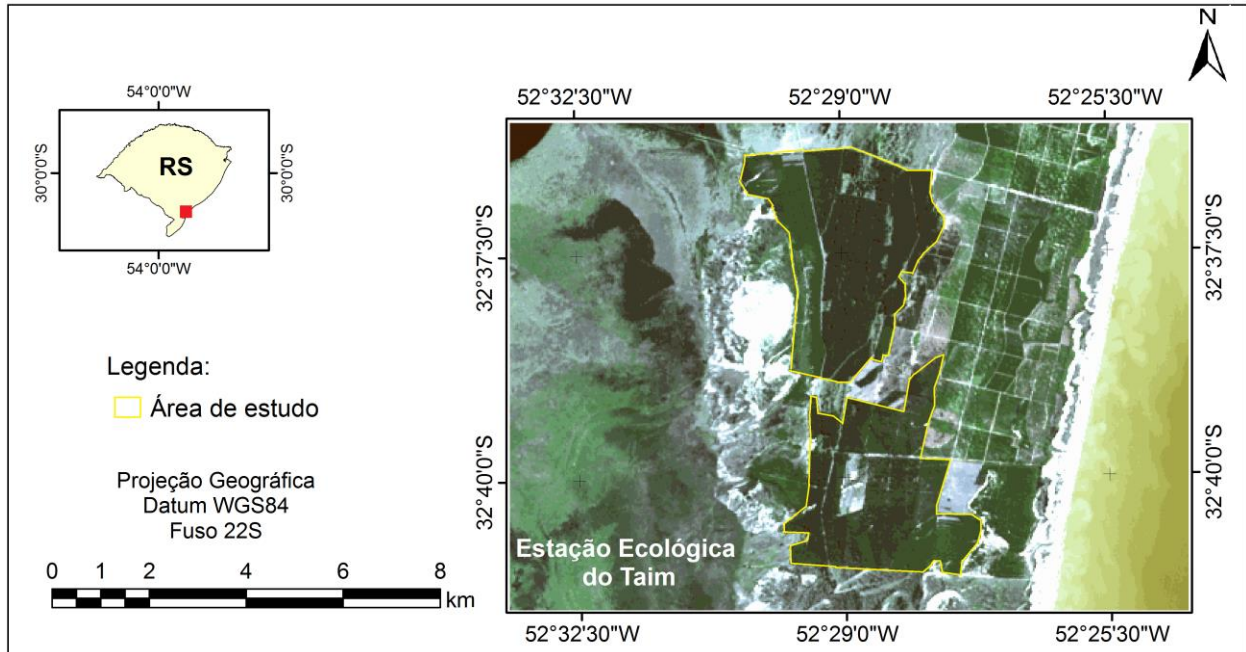 54°0'0"W
30°0'0"S
RS
30°0'0"S
54°0'0"W
Legenda:
Área de estudo
Projeção Geográfica
Datum WGS84
Fuso 22S
0 1 2 4 6 8
km
N
52°32'30"W 52°29'0"W 52°25'30"W
32°37'30"S
32°37'30"S
32°40'0"S
32°40'0"S
Estação Ecológica
do Taim
52°32'30"W 52°29'0"W 52°25'30"W